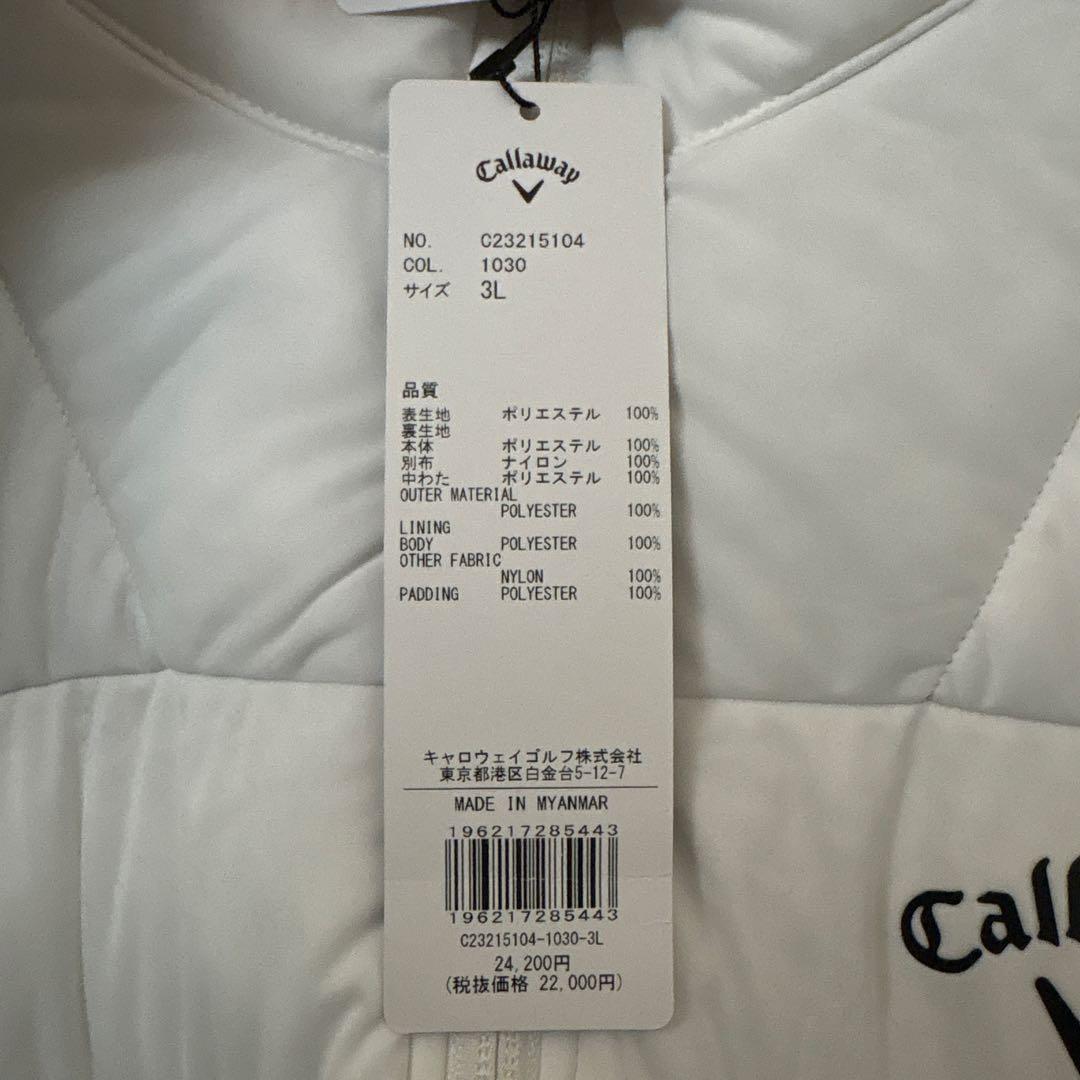 Callaway
NO. C23215104
COL. 1030
サイズ 3L
品質
表生地 ポリエステル 100%
裏生地
本体 ポリエステル 100%
別布 ナイロン 100%
中わた ポリエステル 100%
OUTER MATERIAL
POLYESTER 100%
LINING
BODY POLYESTER 100%
OTHER FABRIC
NYLON 100%
PADDING POLYESTER 100%
キャロウェイゴルフ株式会社
東京都港区白金台5-12-7
MADE IN MYANMAR
196217285443
196217285443
C23215104-1030-3L
24,200円
(税抜価格 22,000円)
Call